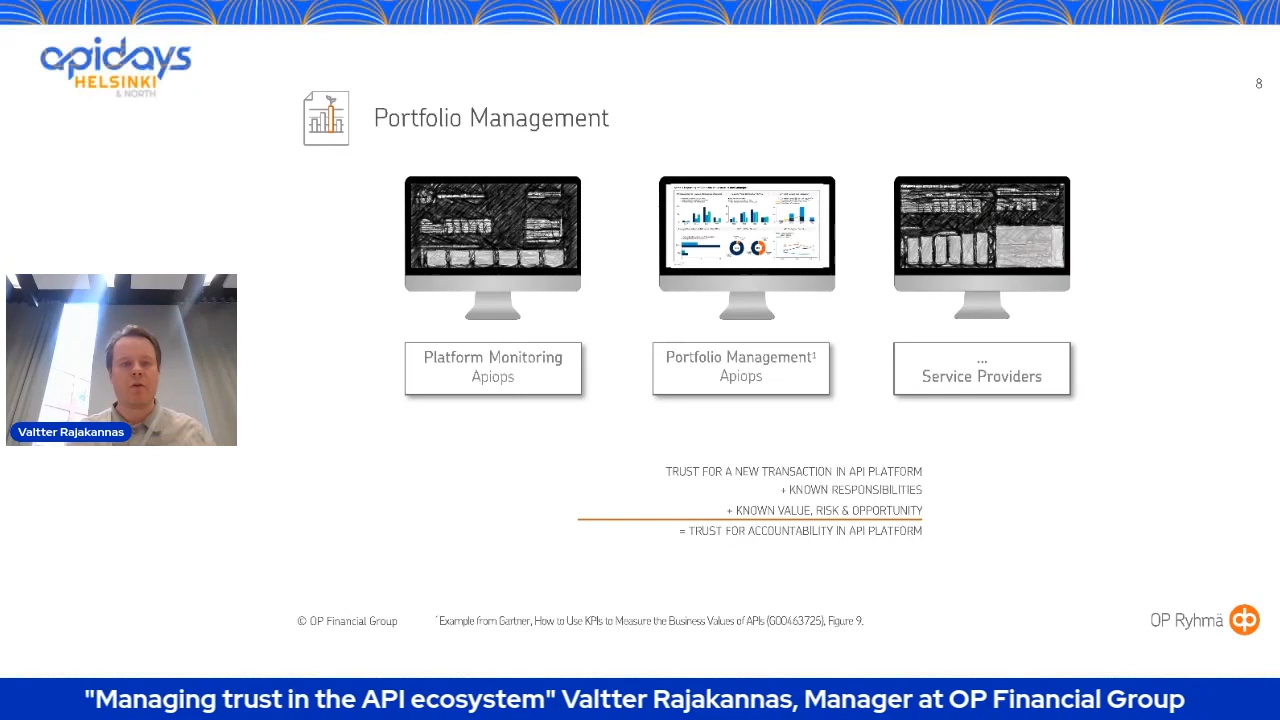 apidays
HELSINKI
& NORTH
8
Portfolio Management
Platform Monitoring
Apiops
Portfolio Management¹
Apiops
...
Service Providers
Valtter Rajakannas
TRUST FOR A NEW TRANSACTION IN API PLATFORM
+ KNOWN RESPONSIBILITIES
+ KNOWN VALUE, RISK & OPPORTUNITY
= TRUST FOR ACCOUNTABILITY IN API PLATFORM
© OP Financial Group
¹Example from Gartner, How to Use KPIs to Measure the Business Values of APIs (G00463725), Figure 9.
OP Ryhmä
"Managing trust in the API ecosystem" Valtter Rajakannas, Manager at OP Financial Group